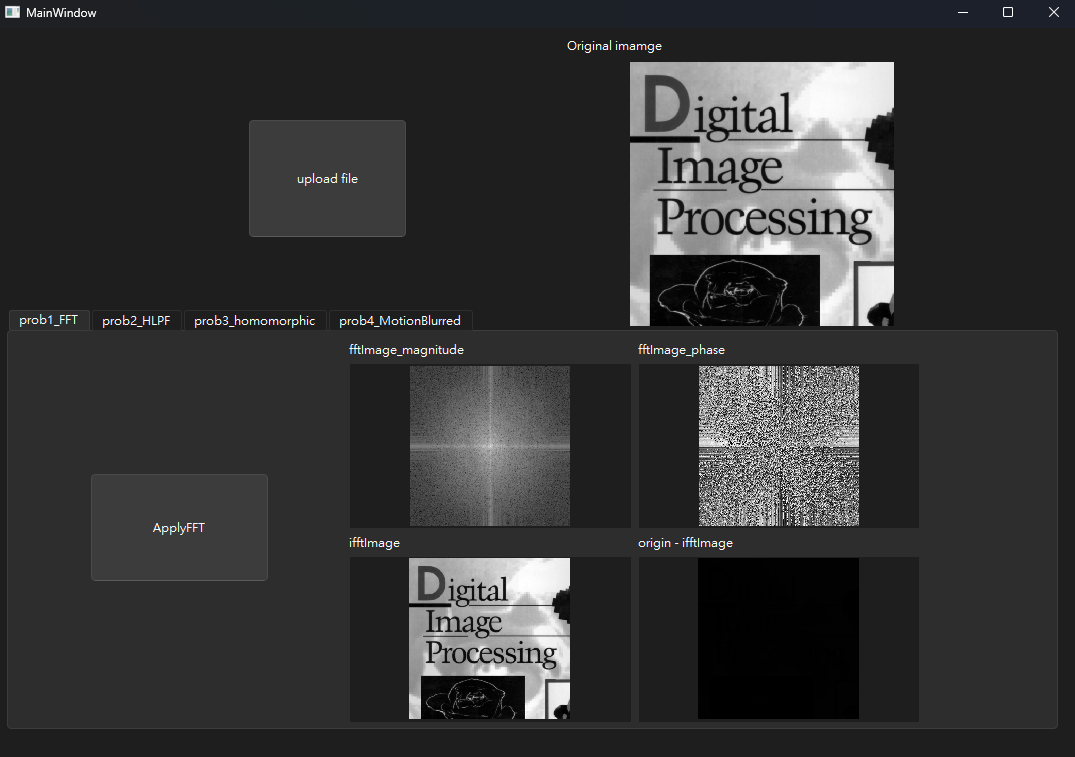 MainWindow
Original imamge
Digital
Image
Processing
upload file
prob1_FFT prob2_HLPF prob3_homomorphic prob4_MotionBlurred
fftImage_magnitude fftImage_phase
ApplyFFT
ifftImage origin - ifftImage
Digital
Image
Processing